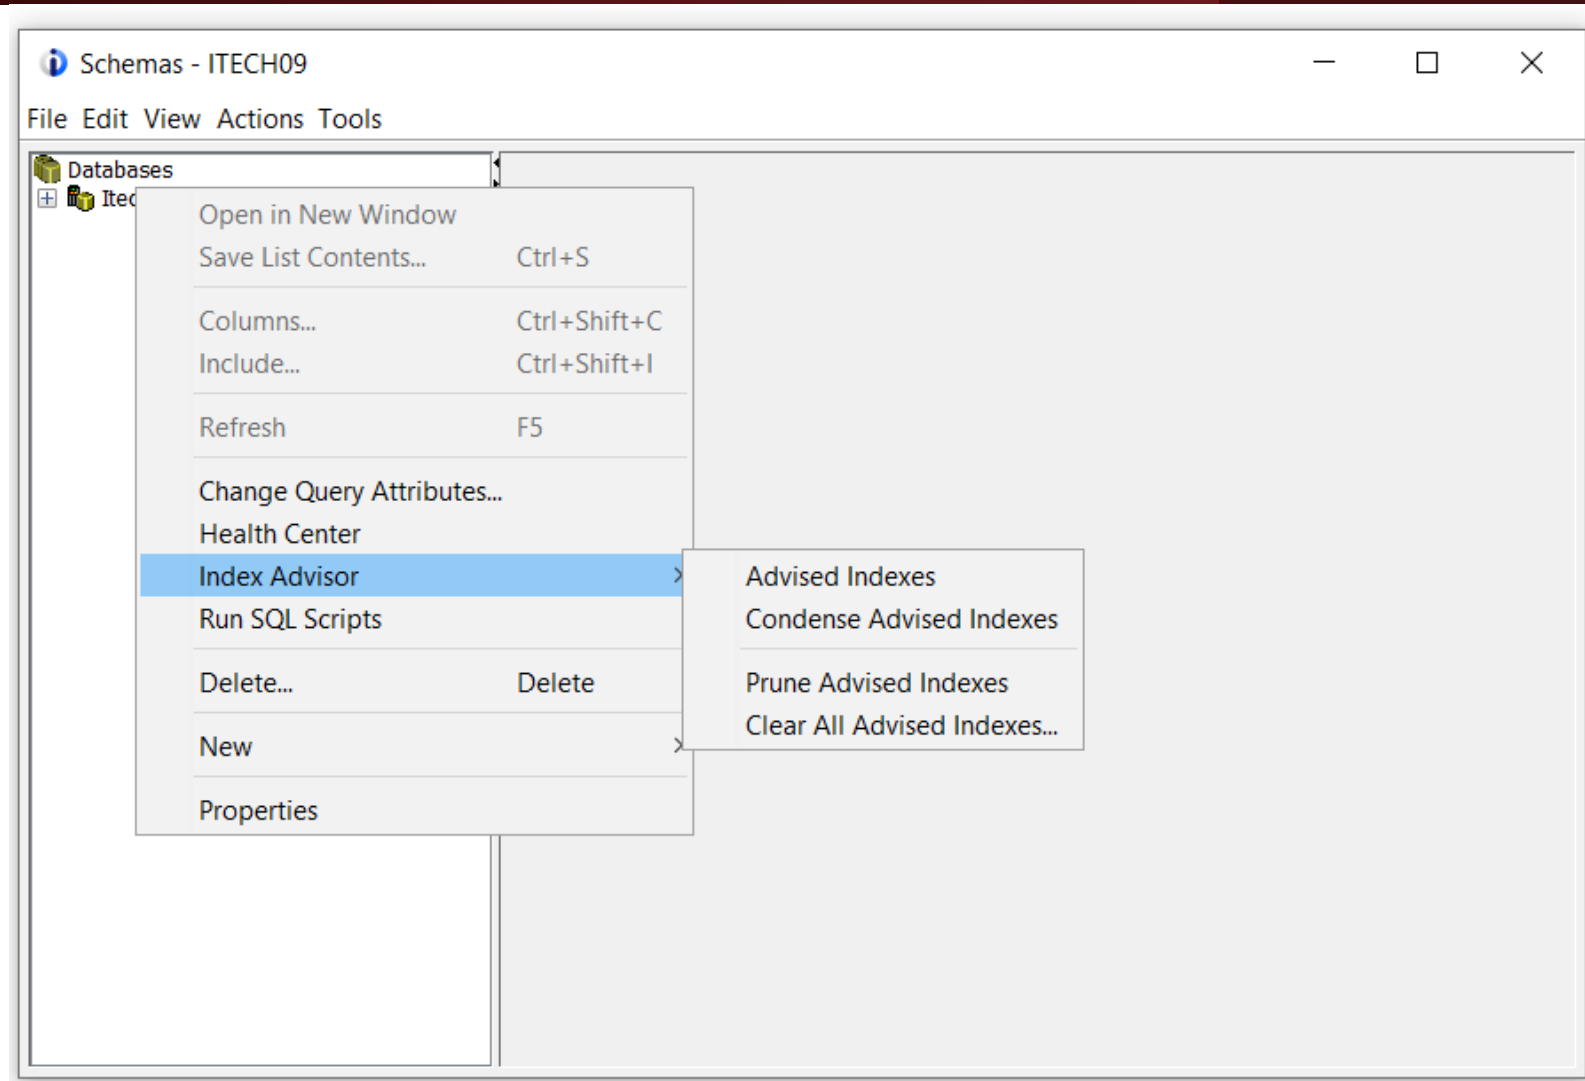 Schemas - ITECH09
File Edit View Actions Tools
Databases
Open in New Window
Save List Contents... Ctrl+S
Columns... Ctrl+Shift+C
Include... Ctrl+Shift+I
Refresh F5
Change Query Attributes...
Health Center
Index Advisor
Run SQL Scripts
Delete... Delete
New
Properties
Advised Indexes
Condense Advised Indexes
Prune Advised Indexes
Clear All Advised Indexes...